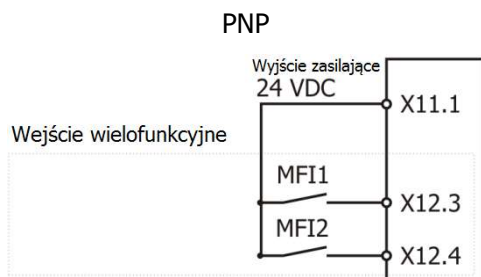 PNP
Wyjście zasilające
24 VDC
X11.1
Wejście wielofunkcyjne
MFI1
X12.3
MFI2
X12.4